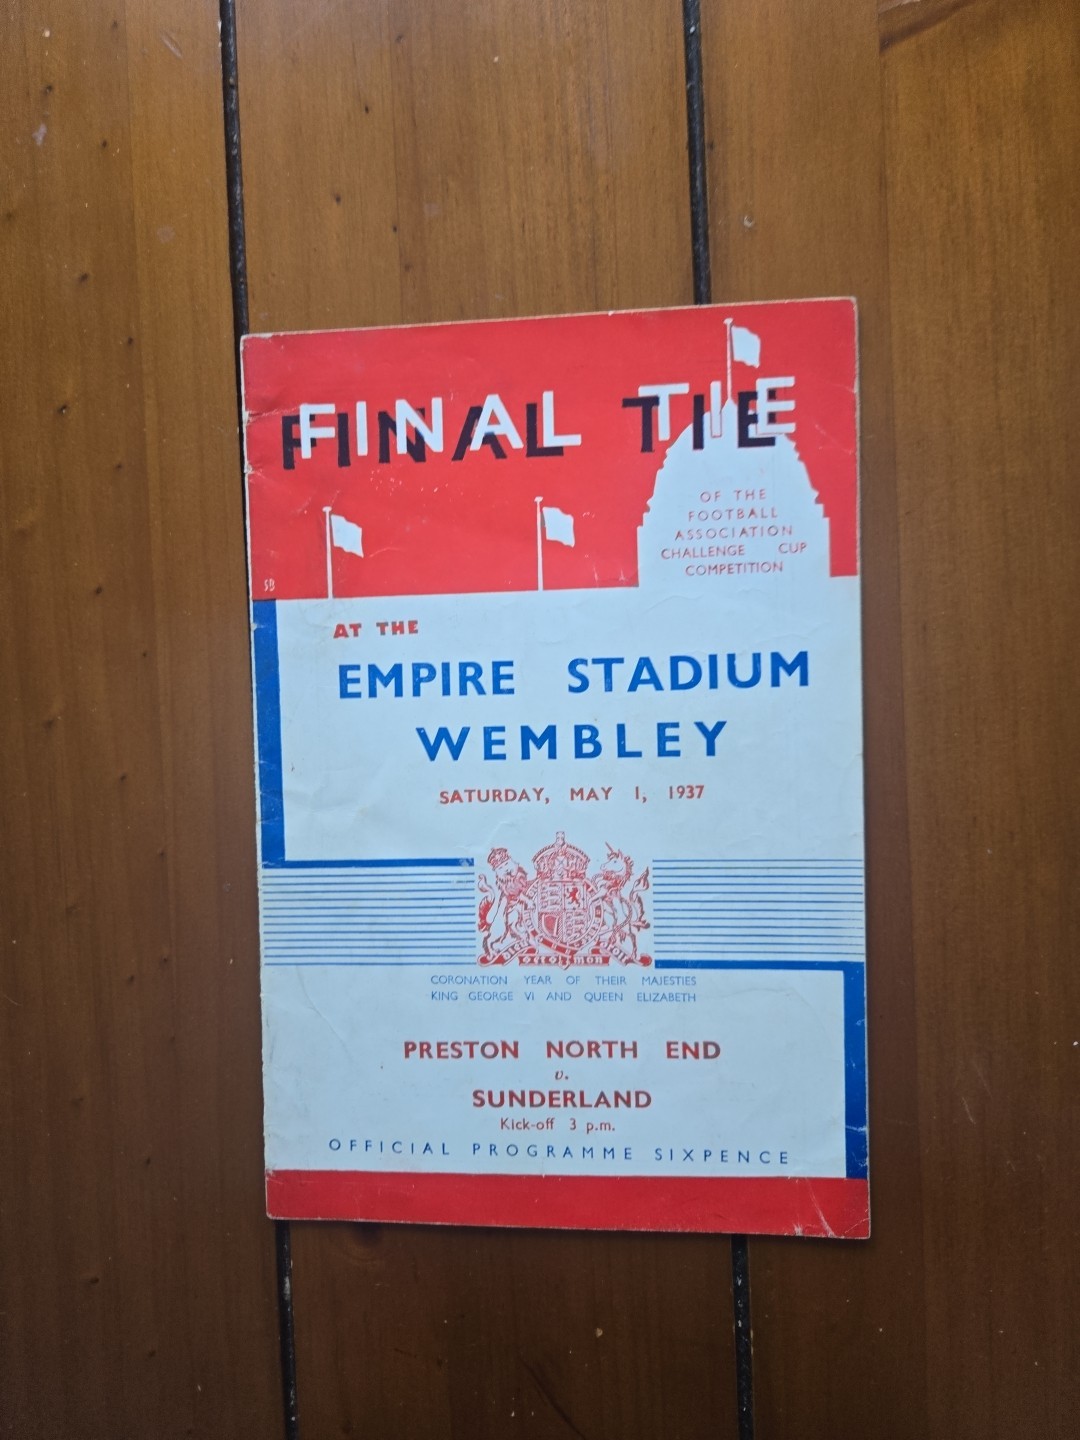 FINAL TIE
OF THE
FOOTBALL
ASSOCIATION
CHALLENGE CUP
COMPETITION
SB
AT THE
EMPIRE STADIUM
WEMBLEY
SATURDAY, MAY 1, 1937
CORONATION YEAR OF THEIR MAJESTIES
KING GEORGE VI AND QUEEN ELIZABETH
PRESTON NORTH END
v.
SUNDERLAND
Kick-off 3 p.m.
OFFICIAL PROGRAMME SIXPENCE